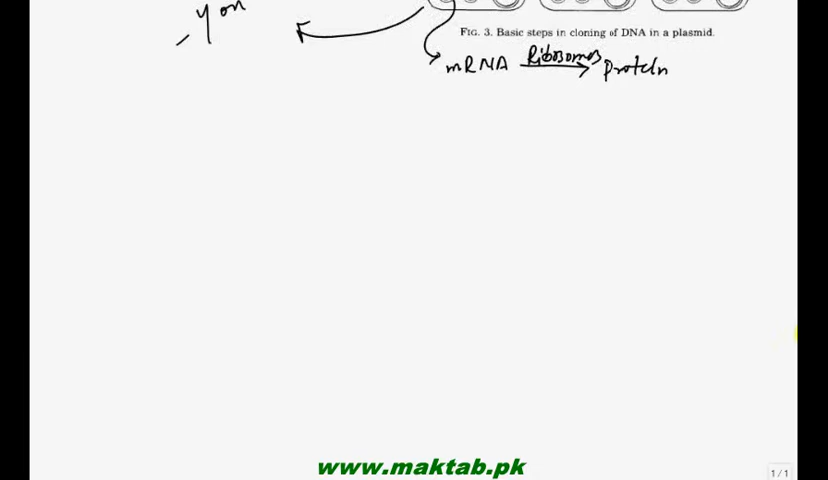 FIG. 3. Basic steps in cloning of DNA in a plasmid.
mRNA Ribosomes protein
www.maktab.pk
1 / 1